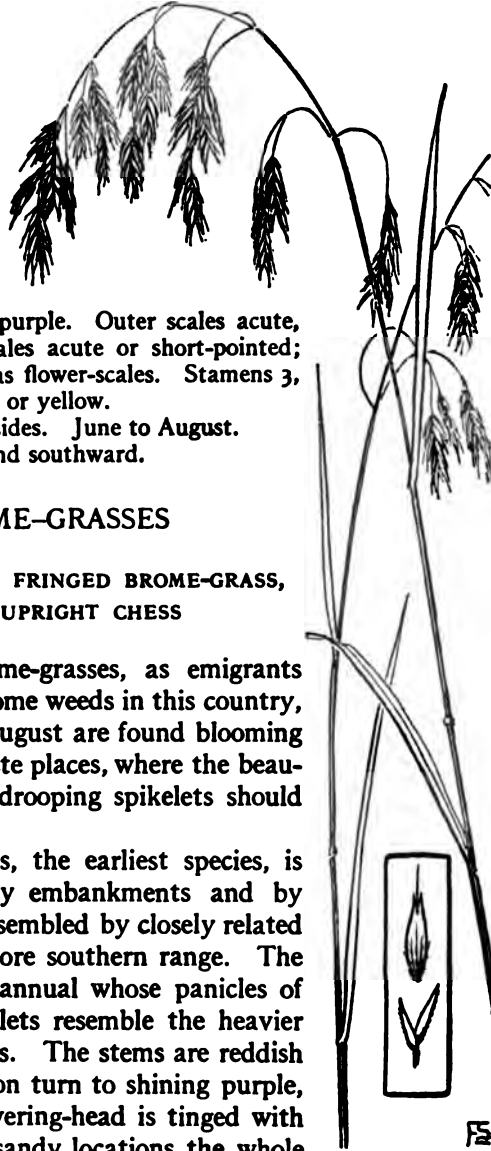 purple. Outer scales acute,
ales acute or short-pointed;
as flower-scales. Stamens 3,
or yellow.
ides. June to August.
nd southward.
ME-GRASSES
FRINGED BROME-GRASS,
UPRIGHT CHESS
me-grasses, as emigrants
ome weeds in this country,
ugust are found blooming
te places, where the beau-
drooping spikelets should
s, the earliest species, is
y embankments and by
sembled by closely related
ore southern range. The
annual whose panicles of
lets resemble the heavier
s. The stems are reddish
on turn to shining purple,
vering-head is tinged with
sandy locations the whole